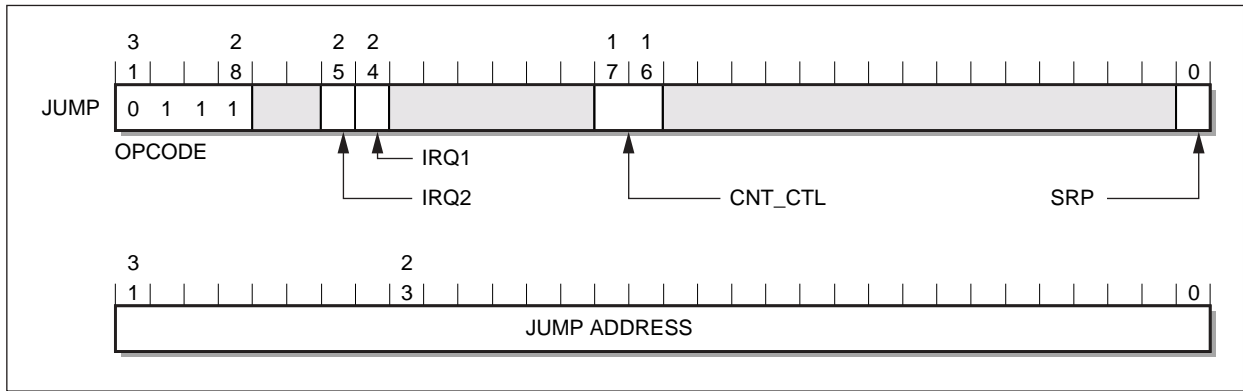 3 2 2 2 1 1
1 8 5 4 7 6 0
JUMP 0 1 1 1
OPCODE
IRQ1
IRQ2 CNT_CTL SRP
3 2
1 3 0
JUMP ADDRESS